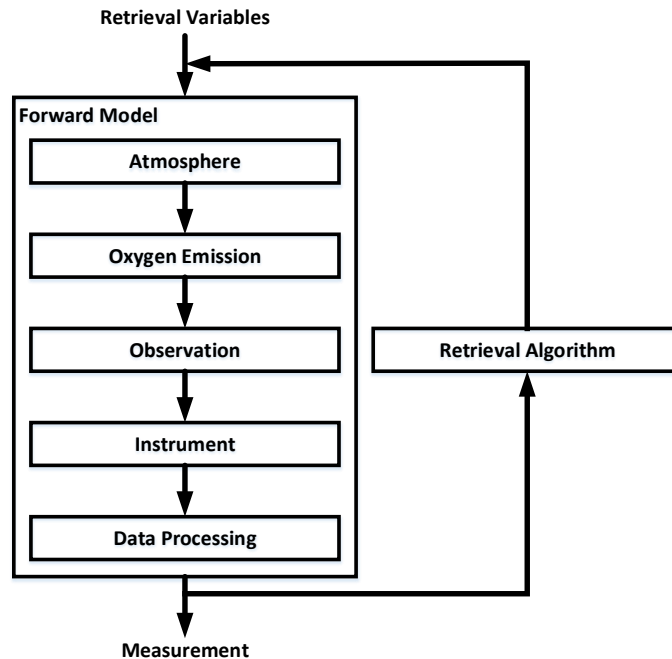 Retrieval Variables
Forward Model
Atmosphere
Oxygen Emission
Observation
Retrieval Algorithm
Instrument
Data Processing
Measurement